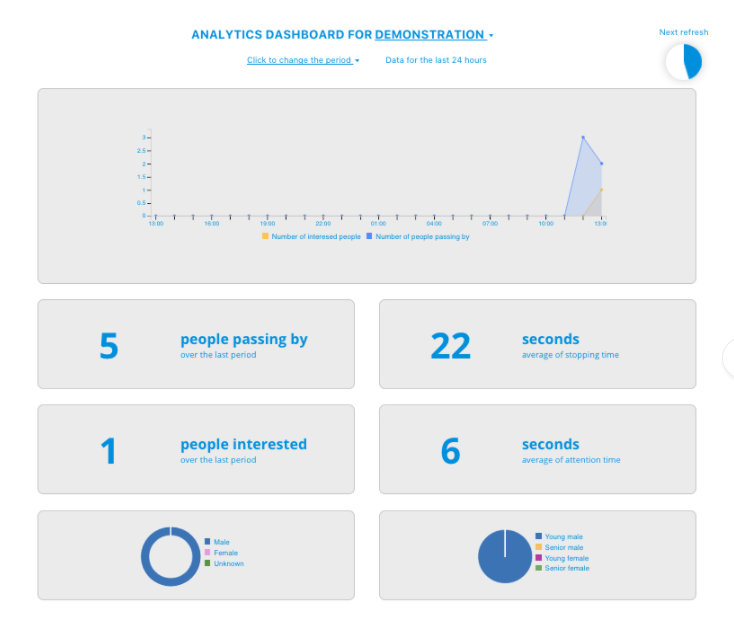 ANALYTICS DASHBOARD FOR DEMONSTRATION
Next refresh
Click to change the period
Data for the last 24 hours
3
2.5
2
1.5
1
0.5
0
13:00 16:00 19:00 22:00 01:00 04:00 07:00 10:00 13:0
Number of interesed people Number of people passing by
5
people passing by
over the last period
22
seconds
average of stopping time
1
people interested
over the last period
6
seconds
average of attention time
Male
Female
Unknown
Young male
Senior male
Young female
Senior female